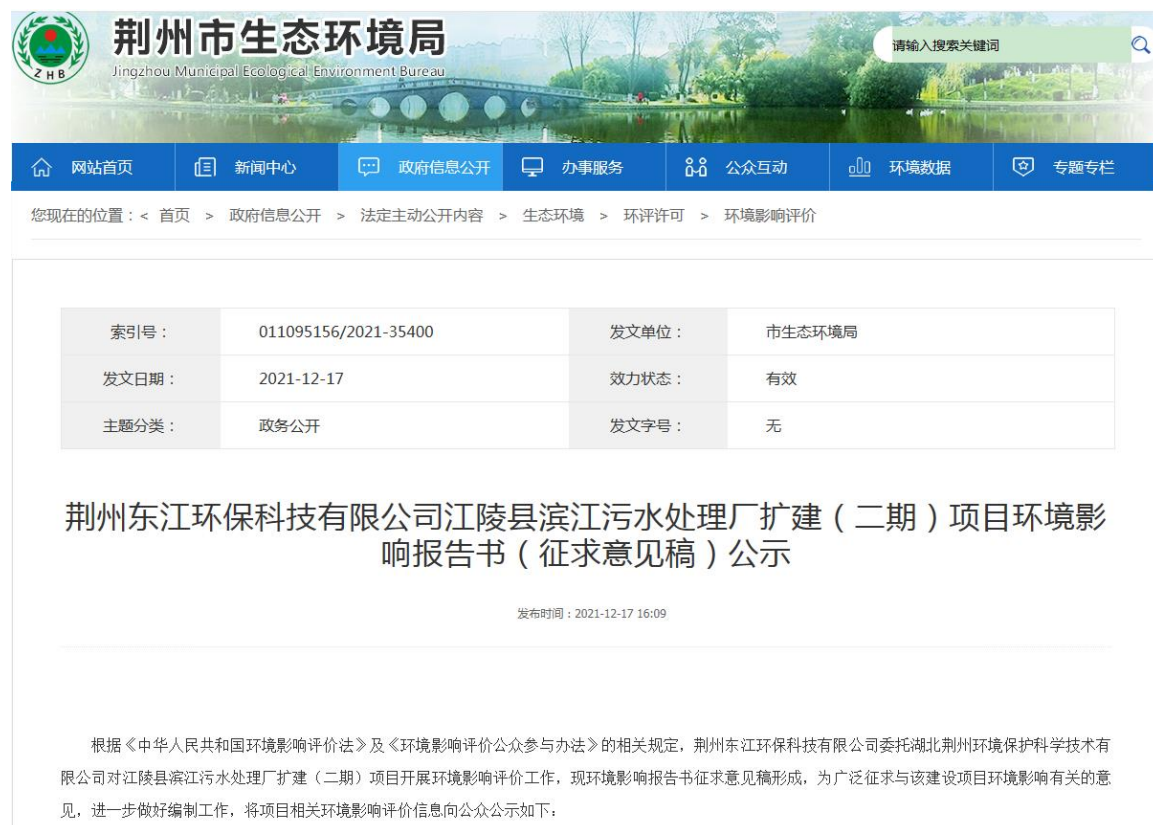 荆州市生态环境局
Jingzhou Municipal Ecological Environment Bureau
ZHB
请输入搜索关键词
网站首页 新闻中心 政府信息公开 办事服务 公众互动 环境数据 专题专栏
您现在的位置：< 首页 > 政府信息公开 > 法定主动公开内容 > 生态环境 > 环评许可 > 环境影响评价
索引号： 011095156/2021-35400 发文单位： 市生态环境局
发文日期： 2021-12-17 效力状态： 有效
主题分类： 政务公开 发文字号： 无
荆州东江环保科技有限公司江陵县滨江污水处理厂扩建（二期）项目环境影
响报告书（征求意见稿）公示
发布时间：2021-12-17 16:09
根据《中华人民共和国环境影响评价法》及《环境影响评价公众参与办法》的相关规定，荆州东江环保科技有限公司委托湖北荆州环境保护科学技术有
限公司对江陵县滨江污水处理厂扩建（二期）项目开展环境影响评价工作，现环境影响报告书征求意见稿形成，为广泛征求与该建设项目环境影响有关的意
见，进一步做好编制工作，将项目相关环境影响评价信息向公众公示如下：